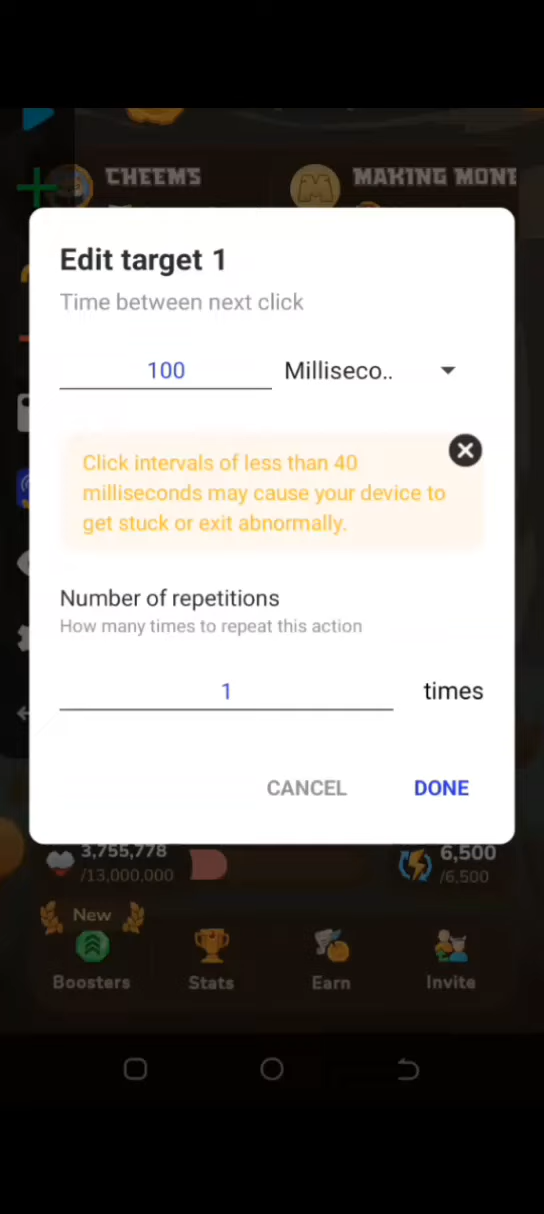 CHEEMS
MAKING MONE
Edit target 1
Time between next click
100 Milliseco..
Click intervals of less than 40
milliseconds may cause your device to
get stuck or exit abnormally.
Number of repetitions
How many times to repeat this action
1 times
CANCEL DONE
3,755,778
/13,000,000
6,500
/6,500
New
Boosters Stats Earn Invite